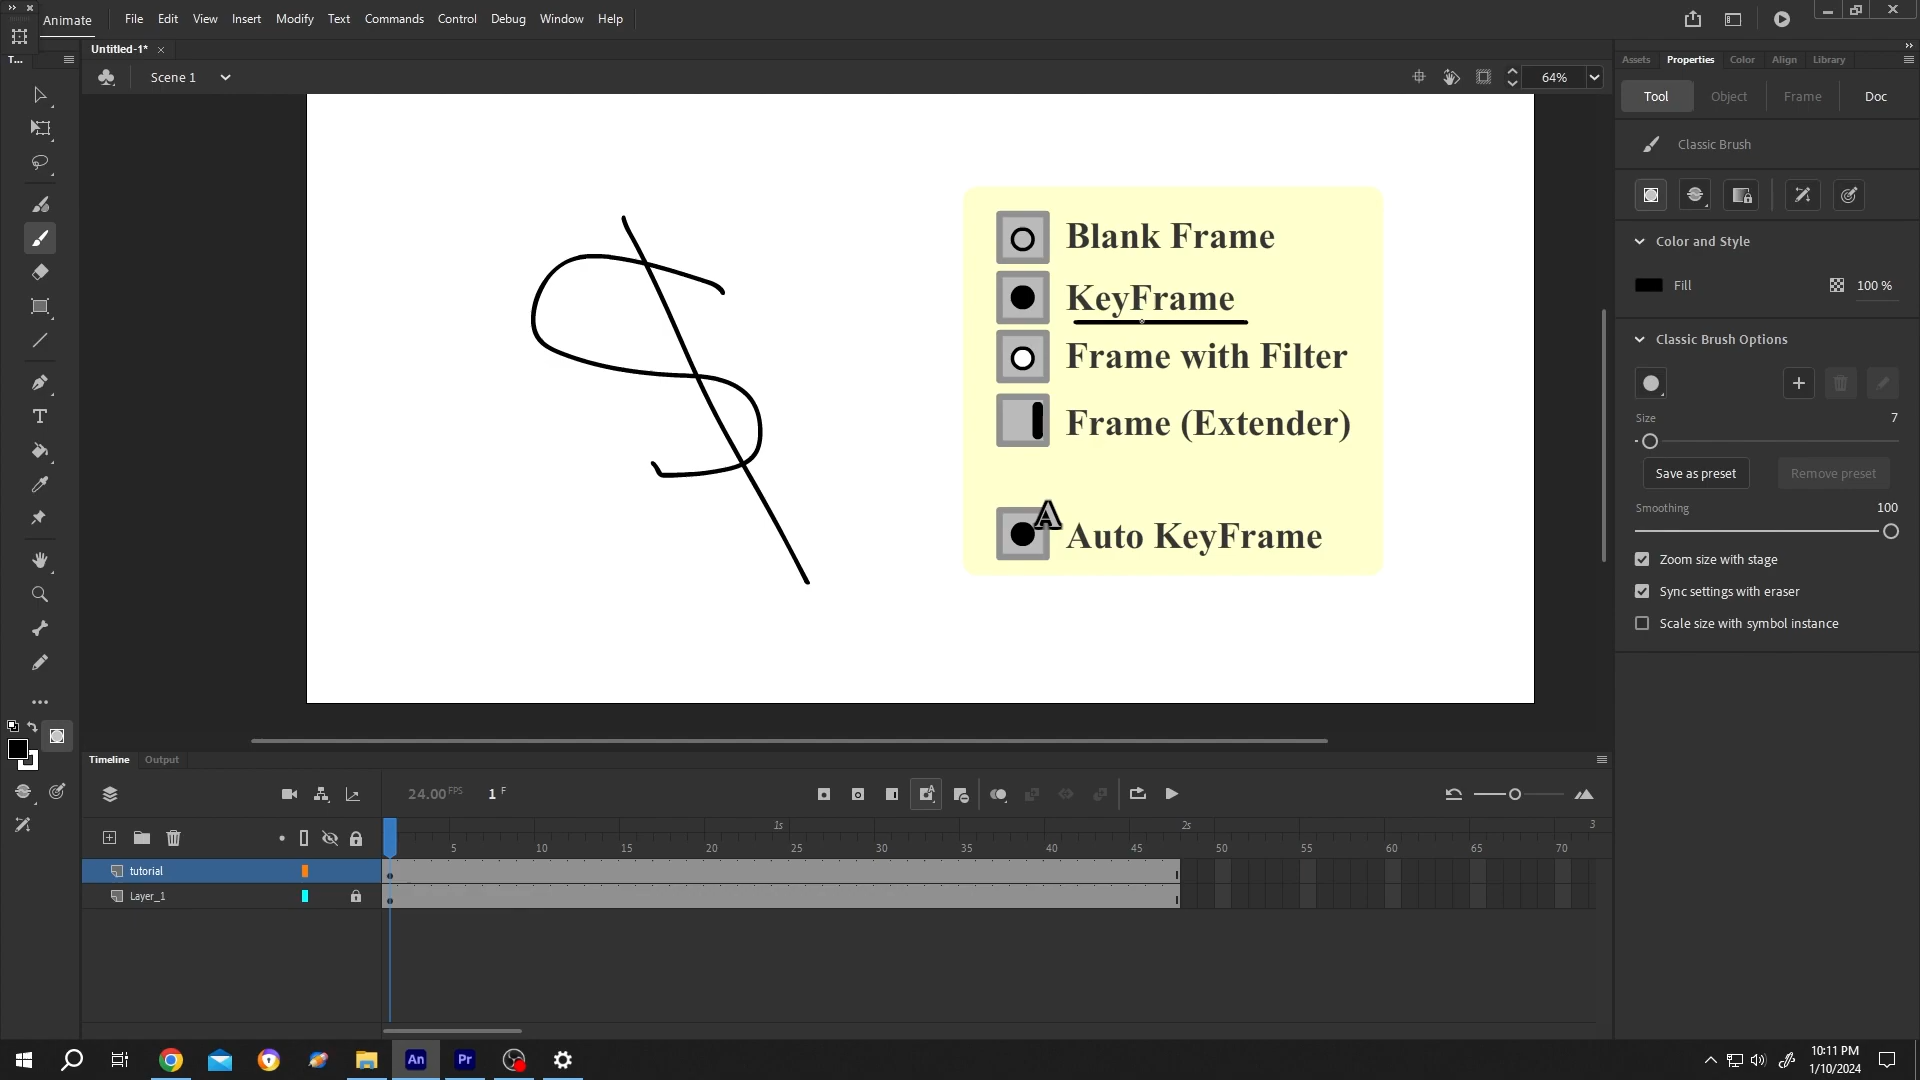 Animate File Edit View Insert Modify Text Commands Control Debug Window Help
T...
Untitled-1*
Scene 1
64%
Assets Properties Color Align Library
Tool Object Frame Doc
Classic Brush
Color and Style
Fill 100 %
Classic Brush Options
Size 7
Save as preset Remove preset
Smoothing 100
Zoom size with stage
Sync settings with eraser
Scale size with symbol instance
Blank Frame
KeyFrame
Frame with Filter
Frame (Extender)
A
Auto KeyFrame
Timeline Output
24.00 FPS 1 F
1s 2s 3
5 10 15 20 25 30 35 40 45 50 55 60 65 70
tutorial
Layer_1
An Pr
10:11 PM
1/10/2024